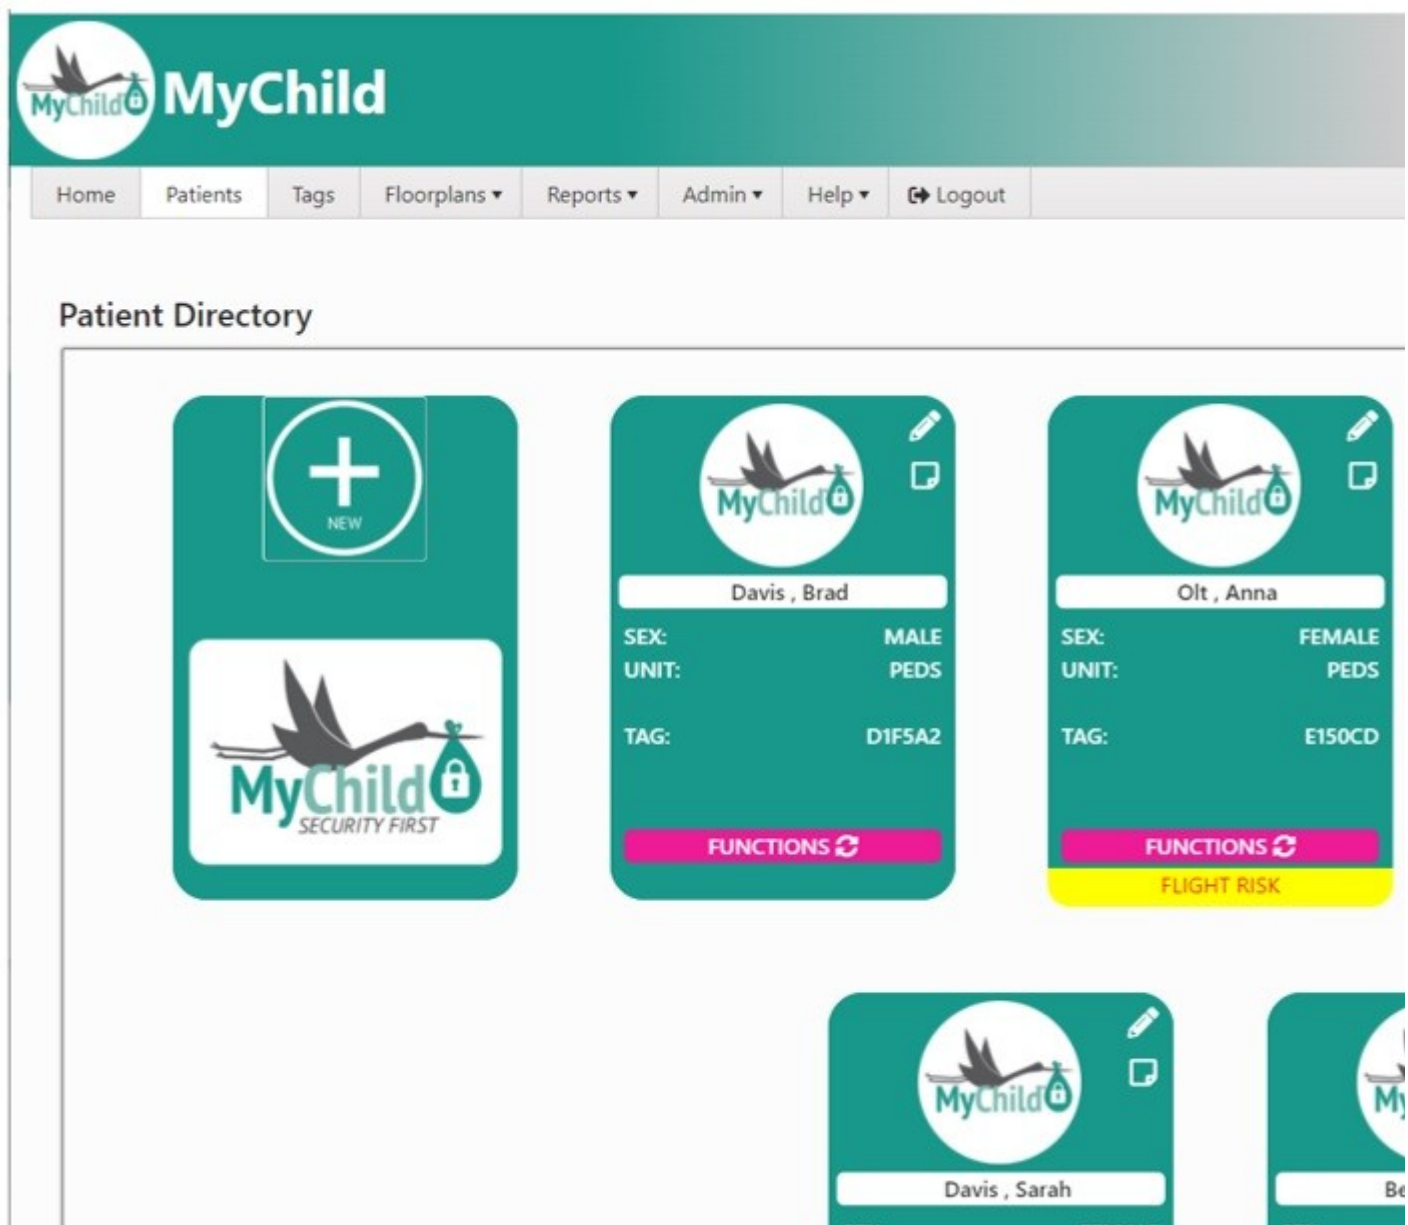 MyChild MyChild
Home Patients Tags Floorplans Reports Admin Help Logout
Patient Directory
NEW
MyChild
SECURITY FIRST
MyChild
Davis , Brad
SEX: MALE
UNIT: PEDS
TAG: D1F5A2
FUNCTIONS
MyChild
Olt , Anna
SEX: FEMALE
UNIT: PEDS
TAG: E150CD
FUNCTIONS
FLIGHT RISK
MyChild
Davis , Sarah